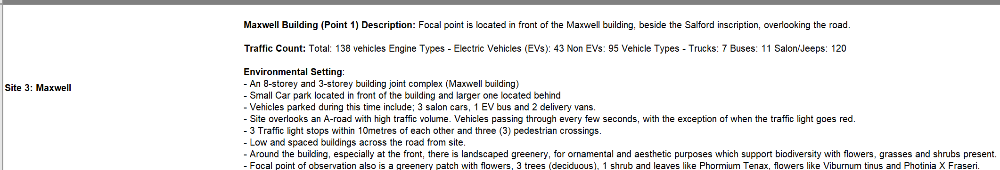 Maxwell Building (Point 1) Description: Focal point is located in front of the Maxwell building, beside the Salford inscription, overlooking the road.
Traffic Count: Total: 138 vehicles Engine Types - Electric Vehicles (EVs): 43 Non EVs: 95 Vehicle Types - Trucks: 7 Buses: 11 Salon/Jeeps: 120
Environmental Setting:
- An 8-storey and 3-storey building joint complex (Maxwell building)
Site 3: Maxwell
- Small Car park located in front of the building and larger one located behind
- Vehicles parked during this time include; 3 salon cars, 1 EV bus and 2 delivery vans.
- Site overlooks an A-road with high traffic volume. Vehicles passing through every few seconds, with the exception of when the traffic light goes red.
- 3 Traffic light stops within 10metres of each other and three (3) pedestrian crossings.
- Low and spaced buildings across the road from site.
- Around the building, especially at the front, there is landscaped greenery, for ornamental and aesthetic purposes which support biodiversity with flowers, grasses and shrubs present.
- Focal point of observation also is a greenery patch with flowers, 3 trees (deciduous), 1 shrub and leaves like Phormium Tenax, flowers like Viburnum tinus and Photinia X Fraseri.